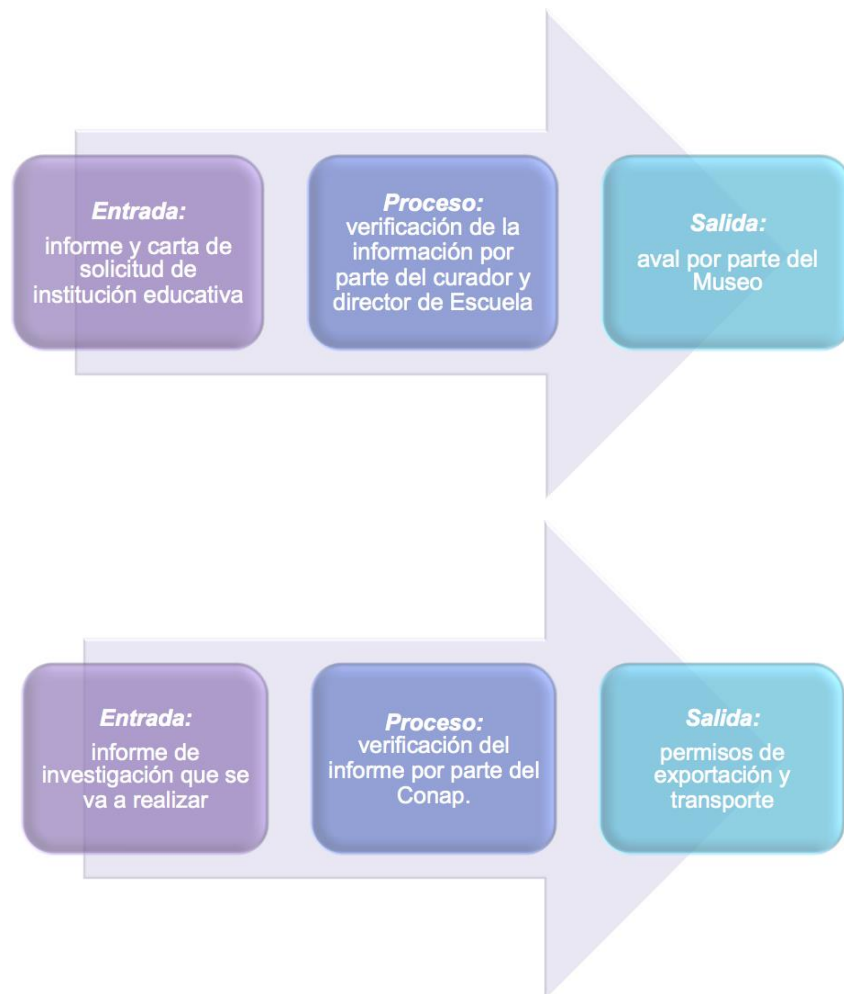 Entrada:
informe y carta de
solicitud de
institución educativa
Proceso:
verificación de la
información por
parte del curador y
director de Escuela
Salida:
aval por parte del
Museo
Entrada:
informe de
investigación que se
va a realizar
Proceso:
verificación del
informe por parte del
Conap.
Salida:
permisos de
exportación y
transporte